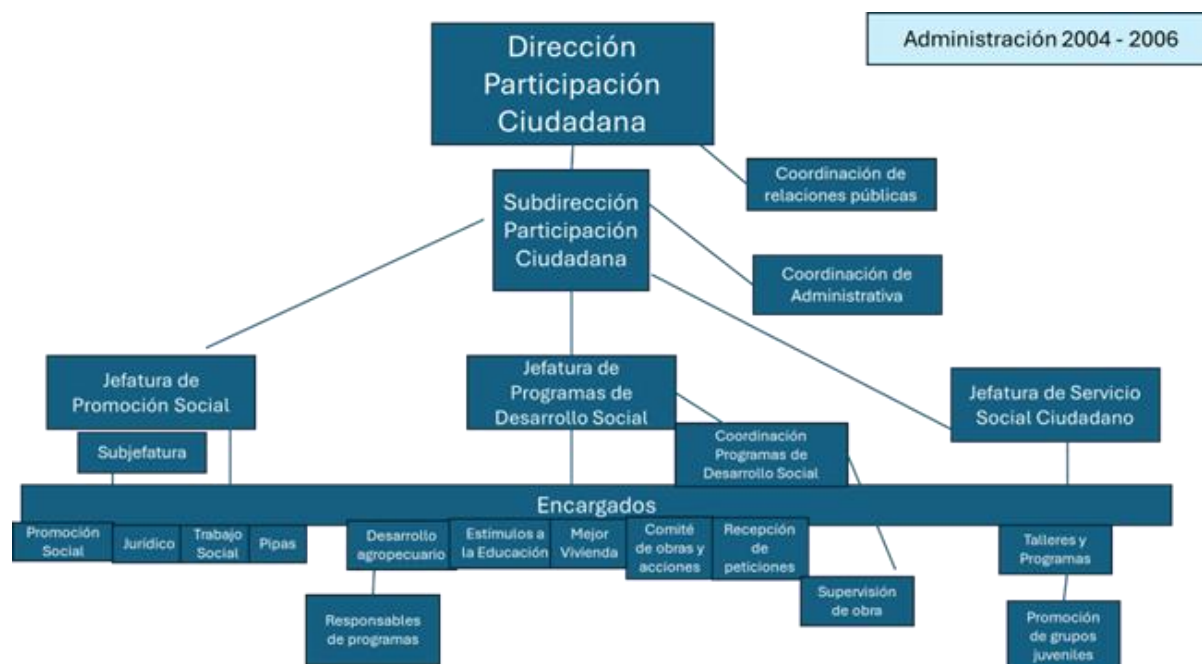 Administración 2004 - 2006
Dirección
Participación
Ciudadana
Coordinación de
relaciones públicas
Subdirección
Participación
Ciudadana
Coordinación de
Administrativa
Jefatura de
Promoción Social
Jefatura de
Programas de
Desarrollo Social
Jefatura de Servicio
Social Ciudadano
Subjefatura
Coordinación
Programas de
Desarrollo Social
Encargados
Promoción
Social
Jurídico
Trabajo
Social
Pipas
Desarrollo
agropecuario
Estímulos a
la Educación
Mejor
Vivienda
Comité
de obras y
acciones
Recepción
de
peticiones
Talleres y
Programas
Responsables
de programas
Supervisión
de obra
Promoción
de grupos
juveniles